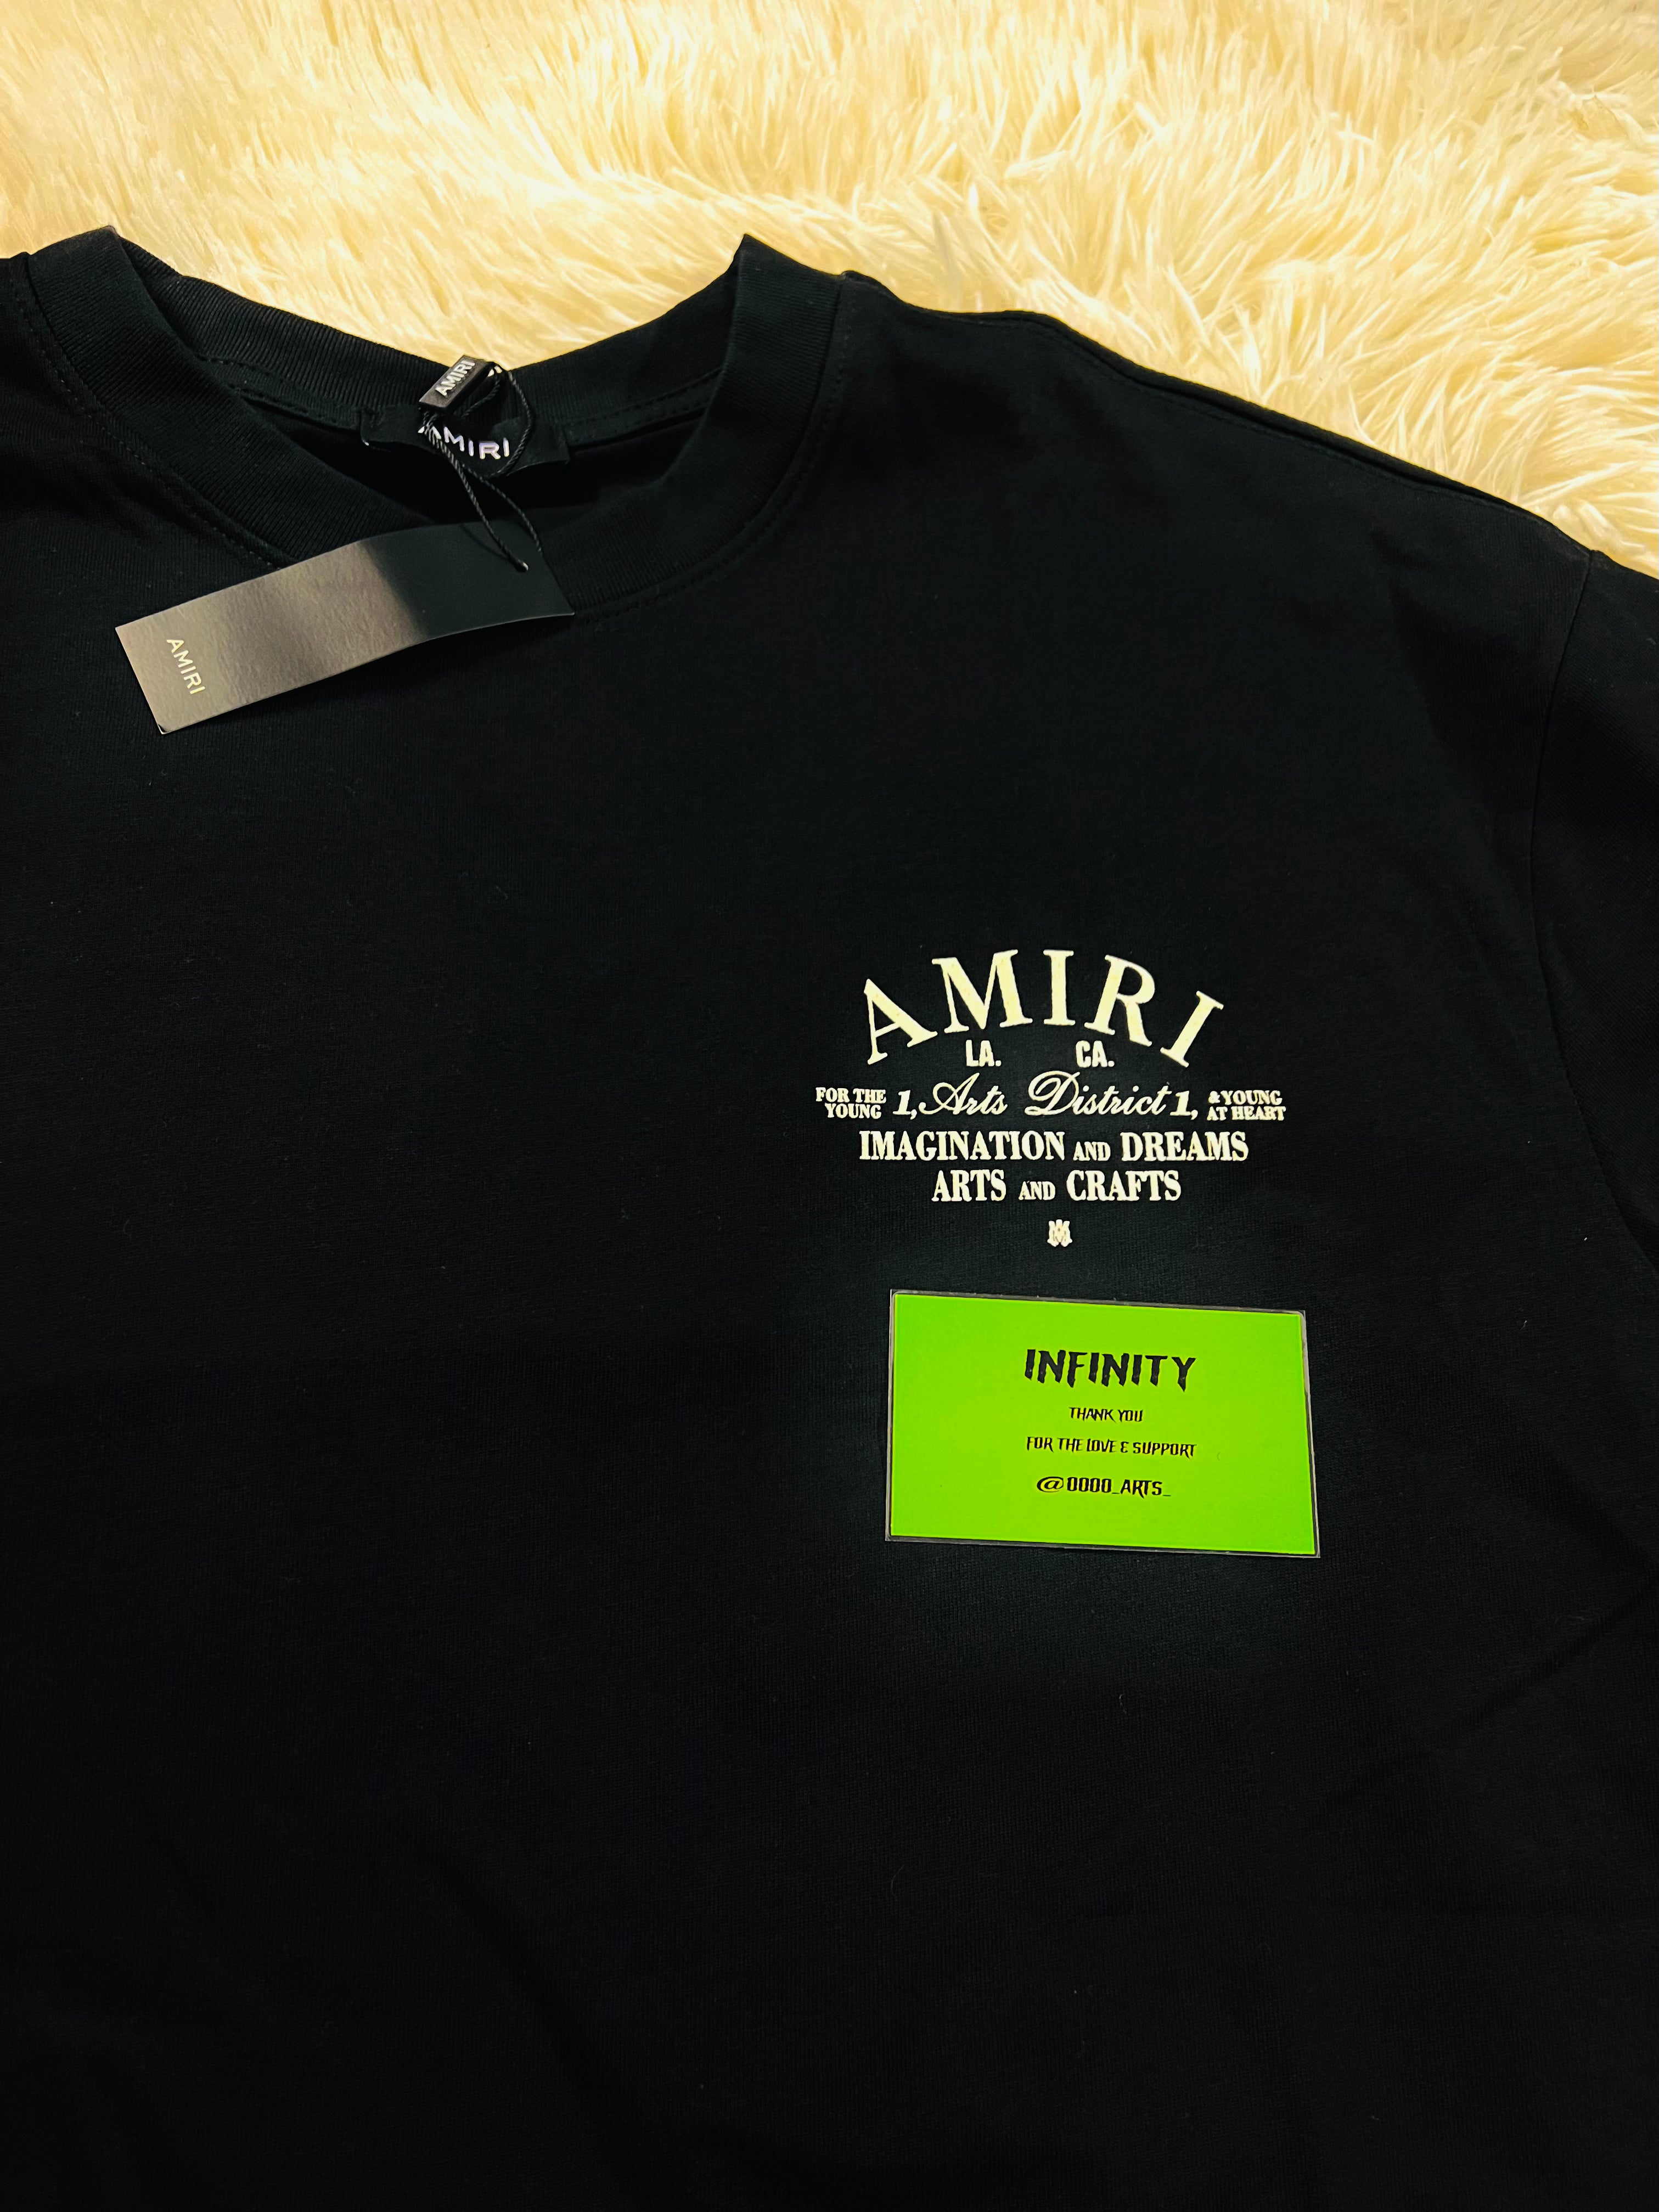 AMIRI
AMIRI
AMIRI
AMIRI
LA. CA.
FOR THE YOUNG 1, Arts District 1, & YOUNG AT HEART
IMAGINATION AND DREAMS
ARTS AND CRAFTS
INFINITY
THANK YOU
FOR THE LOVE & SUPPORT
@0000_ARTS_